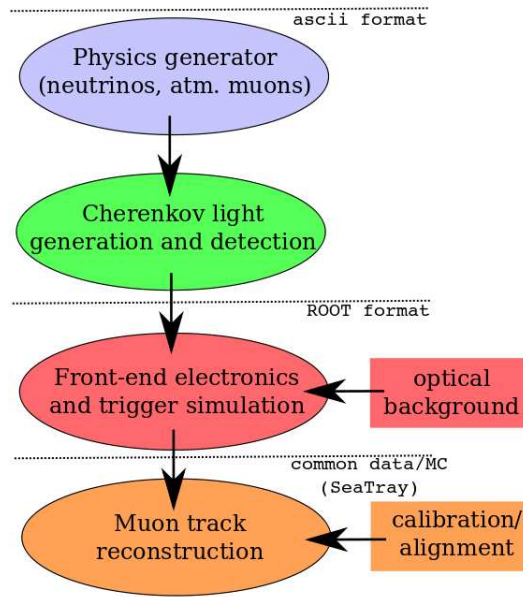 ascii format
Physics generator
(neutrinos, atm. muons)
Cherenkov light
generation and detection
ROOT format
Front-end electronics
and trigger simulation
optical
background
common data/MC
(SeaTray)
Muon track
reconstruction
calibration/
alignment